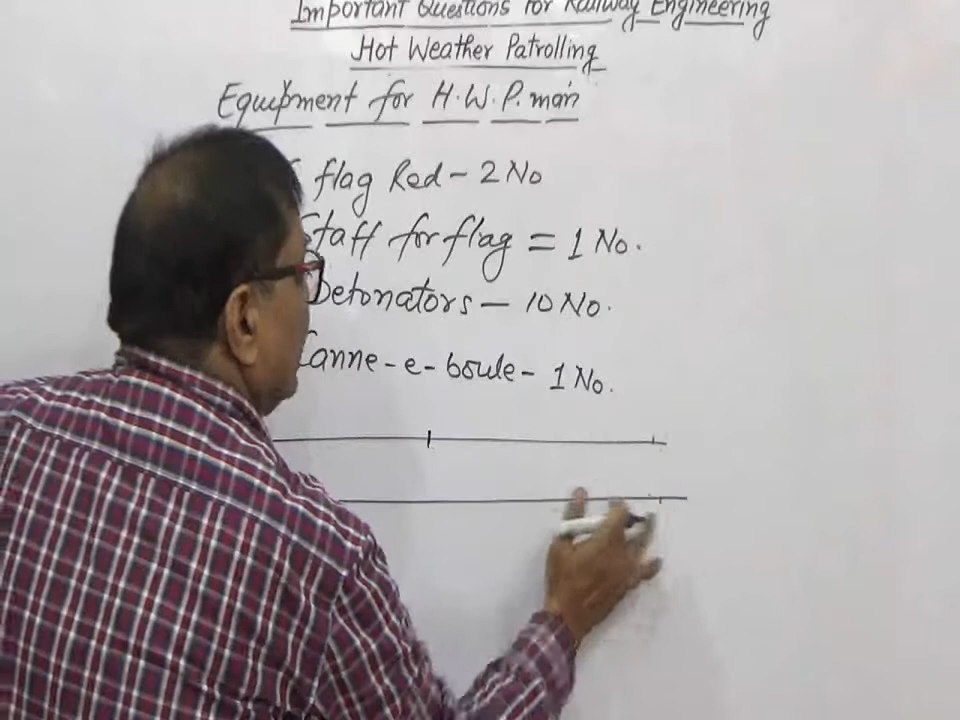 Important Questions for Railway Engineering
Hot Weather Patrolling
Equipment for H.W.P. man
flag Red - 2 No
Staff for flag = 1 No.
Detonators - 10 No.
Canne-e-boule - 1 No.